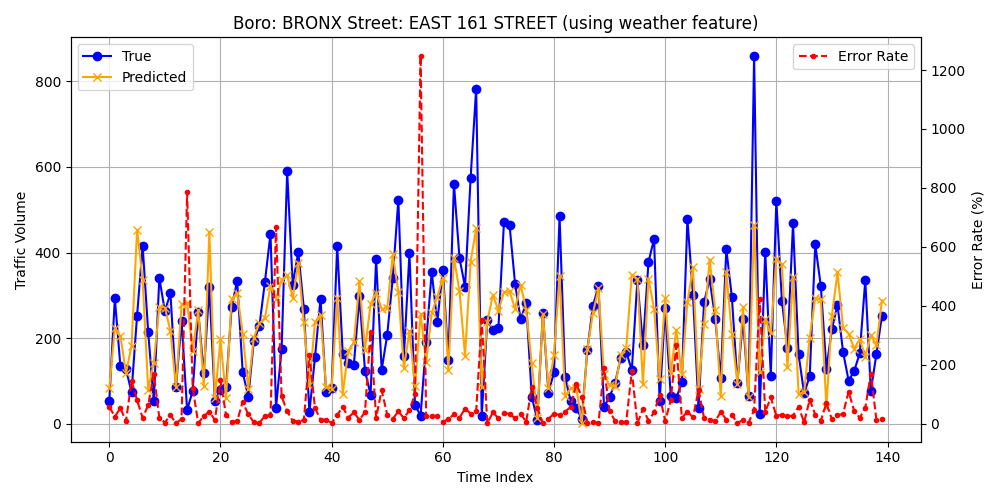 Boro: BRONX Street: EAST 161 STREET (using weather feature)
True
Predicted
Error Rate
Traffic Volume
800
600
400
200
0
1200
1000
800
600
400
200
0
Error Rate (%)
0 20 40 60 80 100 120 140
Time Index